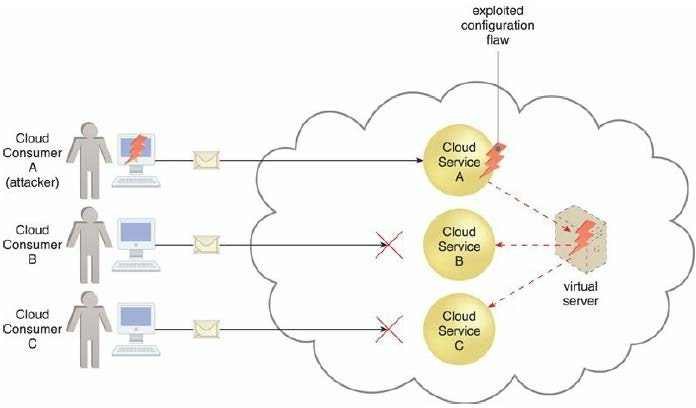 exploited
configuration
flaw
Cloud
Consumer
A
(attacker)
Cloud
Service
A
Cloud
Consumer
B
Cloud
Service
B
virtual
server
Cloud
Consumer
C
Cloud
Service
C